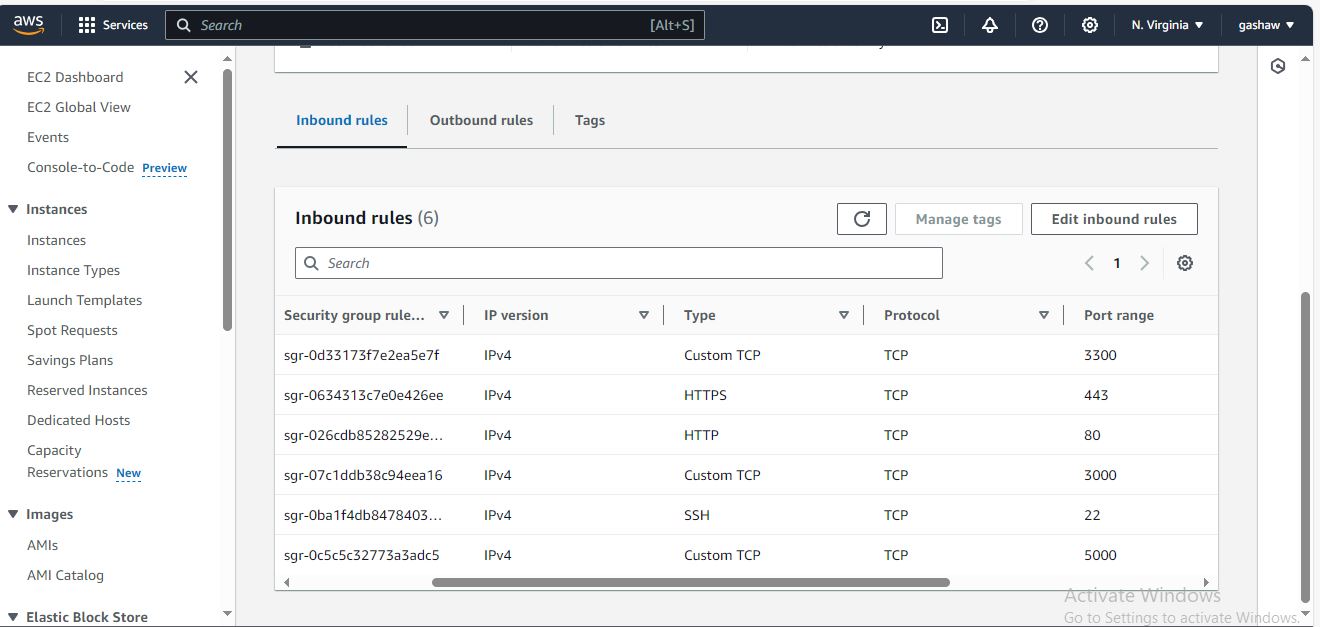 aws Services Search [Alt+S] N. Virginia gashaw
EC2 Dashboard
EC2 Global View
Events
Console-to-Code Preview
Instances
Instances
Instance Types
Launch Templates
Spot Requests
Savings Plans
Reserved Instances
Dedicated Hosts
Capacity
Reservations New
Images
AMIs
AMI Catalog
Elastic Block Store
Inbound rules Outbound rules Tags
Inbound rules (6) Manage tags Edit inbound rules
Search 1
Security group rule... IP version Type Protocol Port range
sgr-0d33173f7e2ea5e7f IPv4 Custom TCP TCP 3300
sgr-0634313c7e0e426ee IPv4 HTTPS TCP 443
sgr-026cdb85282529e... IPv4 HTTP TCP 80
sgr-07c1ddb38c94eea16 IPv4 Custom TCP TCP 3000
sgr-0ba1f4db8478403... IPv4 SSH TCP 22
sgr-0c5c5c32773a3adc5 IPv4 Custom TCP TCP 5000
Activate Windows
Go to Settings to activate Windows.